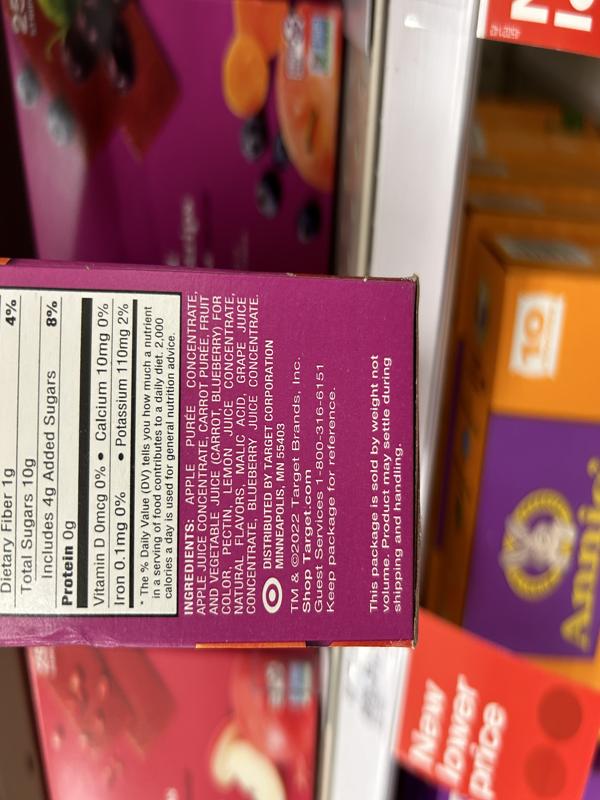 Dietary Fiber 1g 4%
Total Sugars 10g
Includes 4g Added Sugars 8%
Protein 0g
Vitamin D 0mcg 0% • Calcium 10mg 0%
Iron 0.1mg 0% • Potassium 110mg 2%
* The % Daily Value (DV) tells you how much a nutrient
in a serving of food contributes to a daily diet. 2,000
calories a day is used for general nutrition advice.
INGREDIENTS: APPLE PURÉE CONCENTRATE,
APPLE JUICE CONCENTRATE, CARROT PURÉE, FRUIT
AND VEGETABLE JUICE (CARROT, BLUEBERRY) FOR
COLOR, PECTIN, LEMON JUICE CONCENTRATE,
NATURAL FLAVORS, MALIC ACID, GRAPE JUICE
CONCENTRATE, BLUEBERRY JUICE CONCENTRATE.
DISTRIBUTED BY TARGET CORPORATION
MINNEAPOLIS, MN 55403
TM & ©2022 Target Brands, Inc.
Shop Target.com
Guest Services 1-800-316-6151
Keep package for reference.
This package is sold by weight not
volume. Product may settle during
shipping and handling.
10
Annie's
New
lower
price